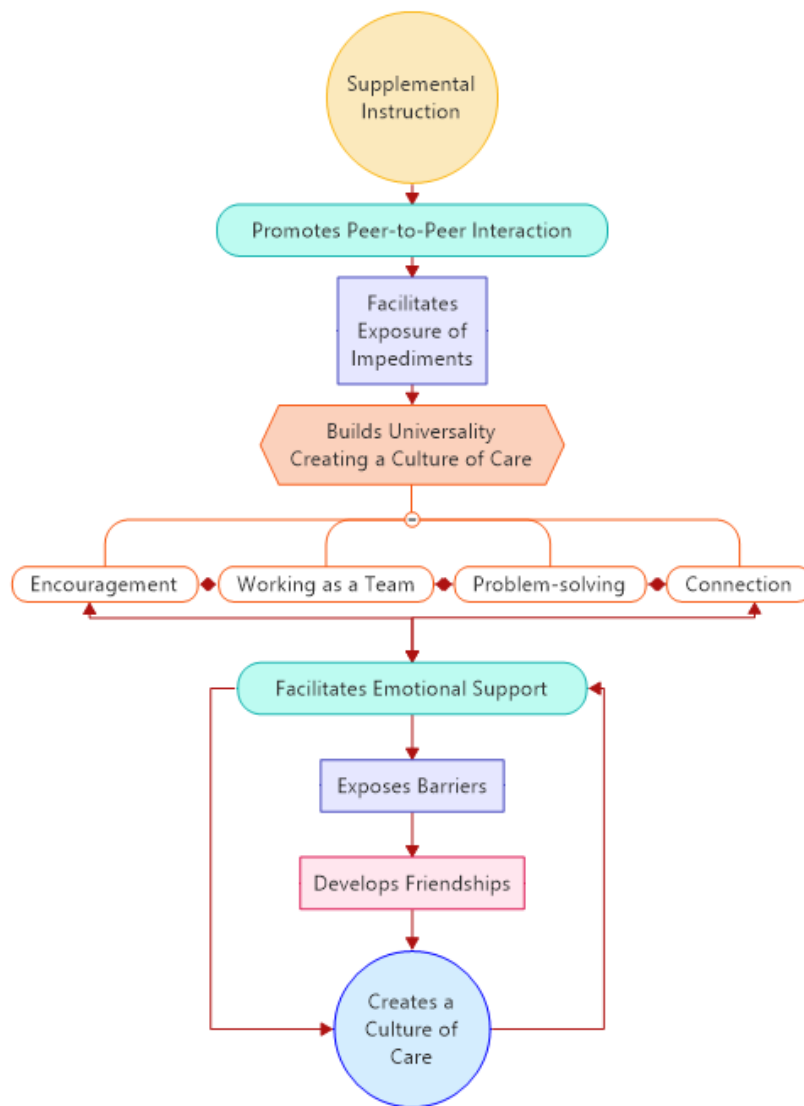 Supplemental
Instruction
Promotes Peer-to-Peer Interaction
Facilitates
Exposure of
Impediments
Builds Universality
Creating a Culture of Care
Encouragement
Working as a Team
Problem-solving
Connection
Facilitates Emotional Support
Exposes Barriers
Develops Friendships
Creates a
Culture of
Care